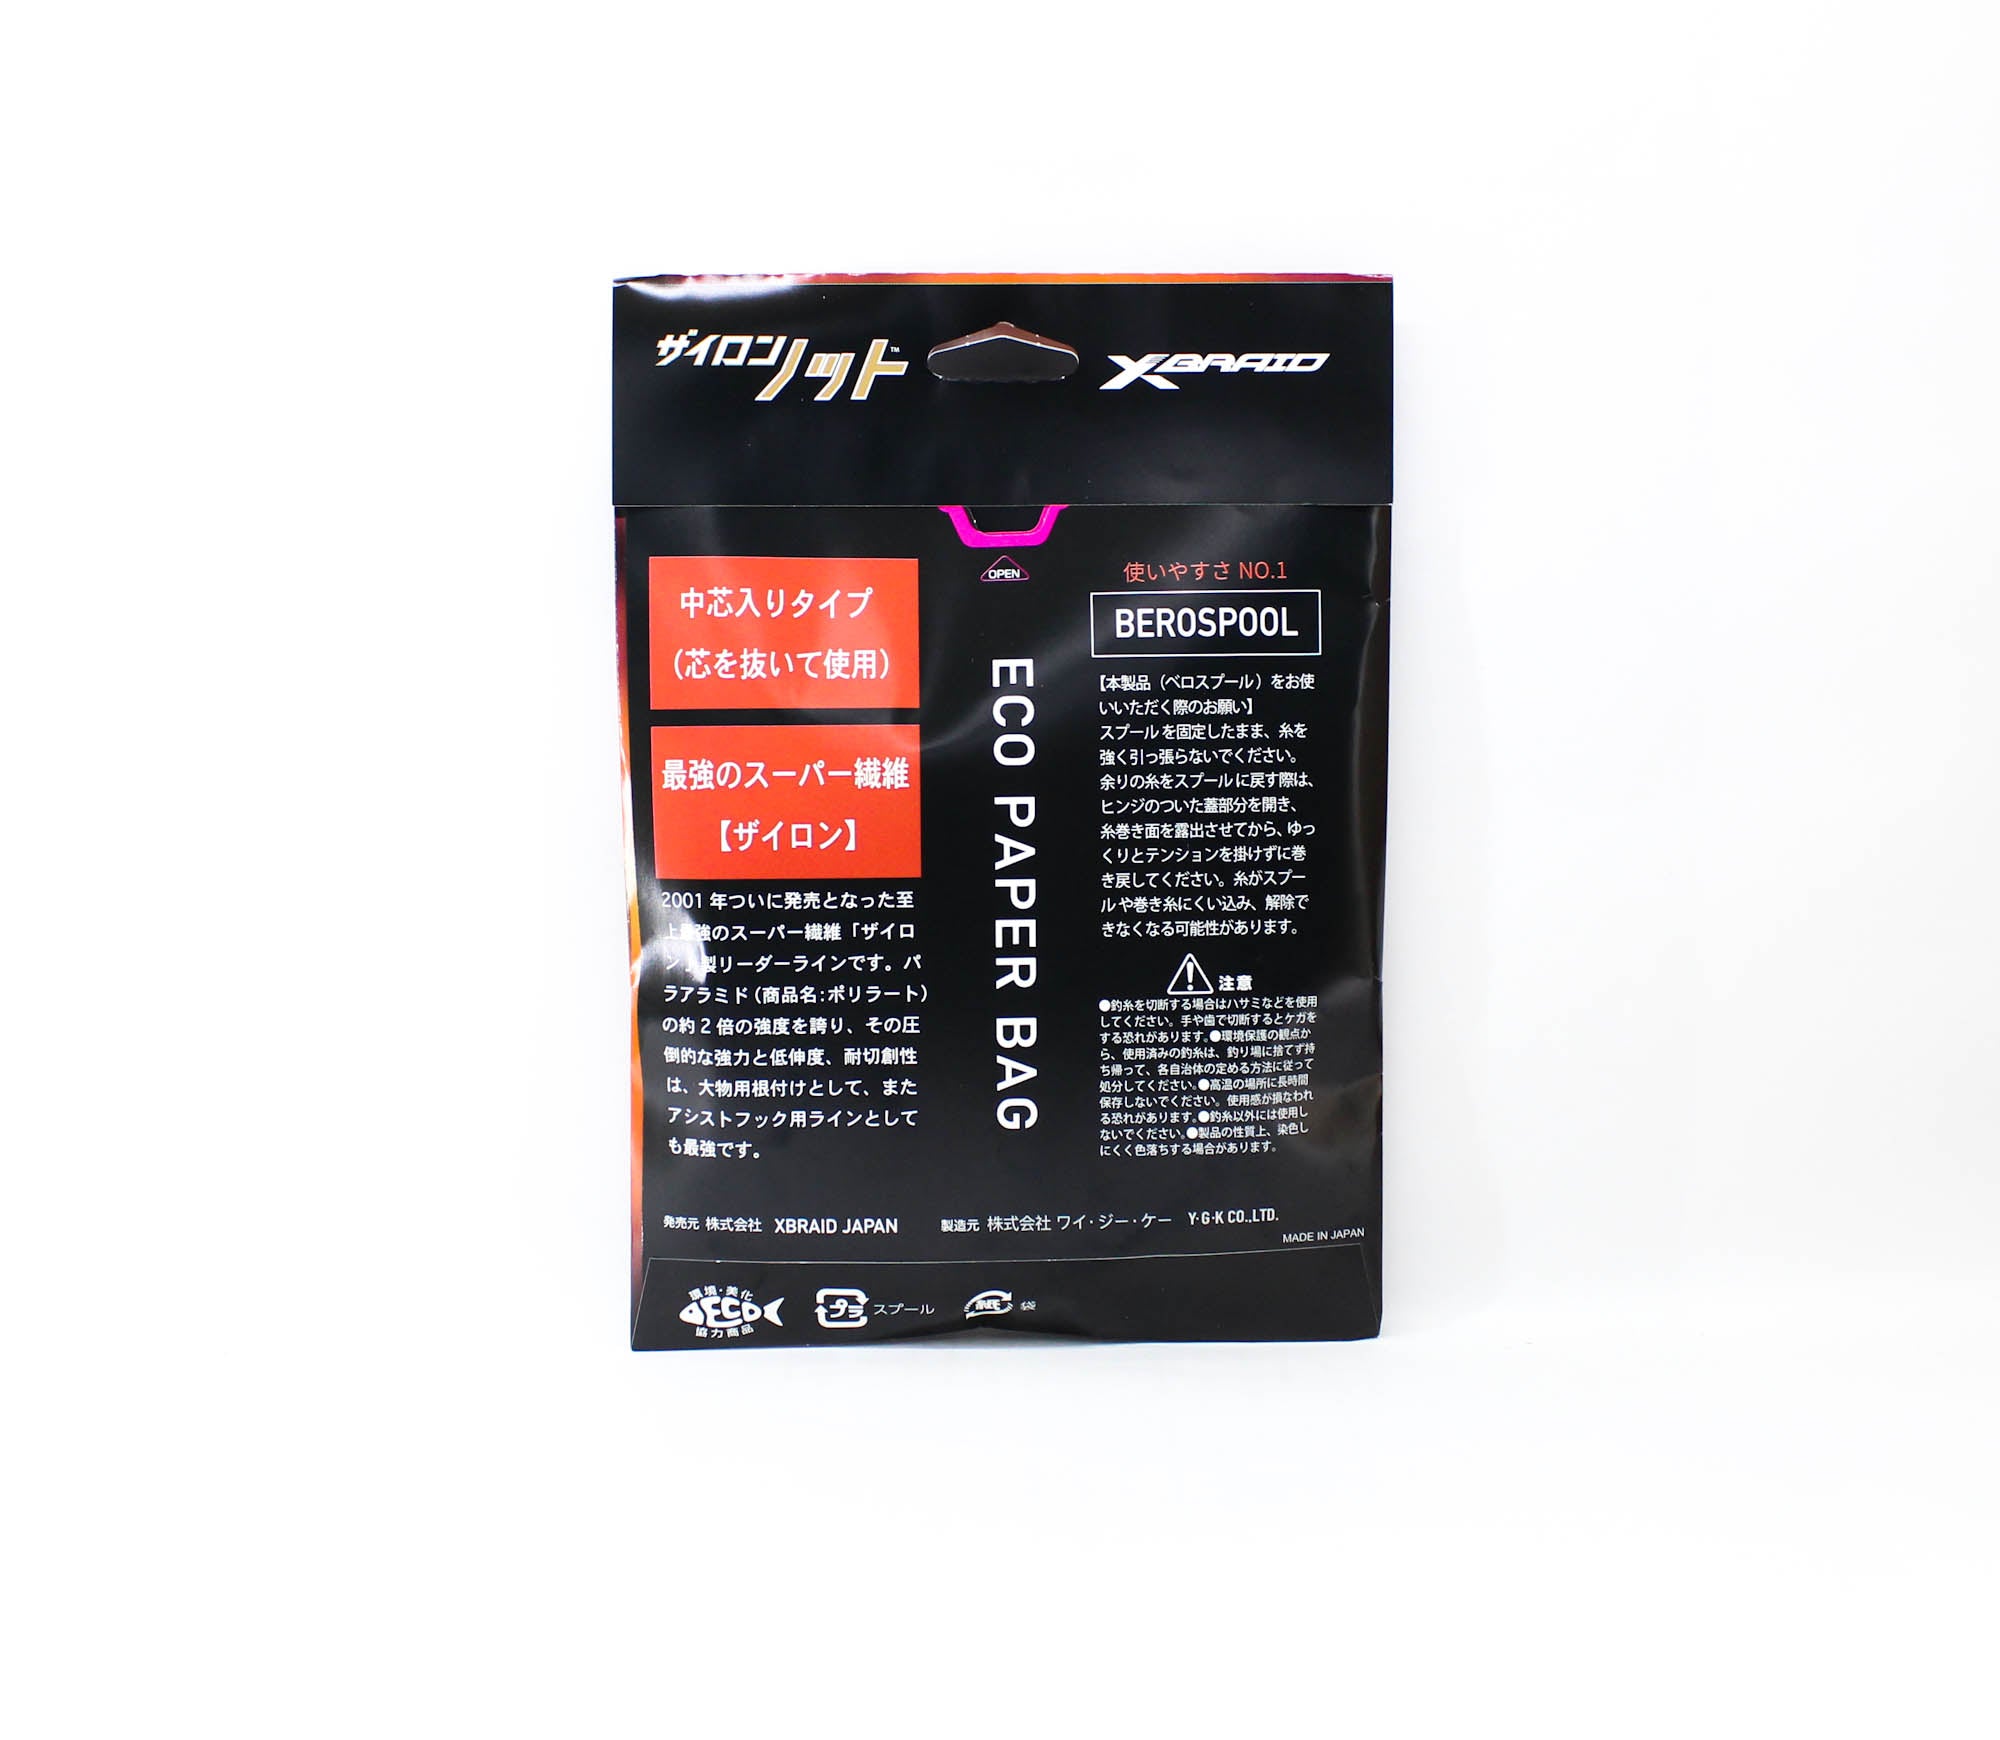 ザイロンノット™
XBRAID
中芯入りタイプ
（芯を抜いて使用）
最強のスーパー繊維
【ザイロン】
2001 年ついに発売となった至
上最強のスーパー繊維「ザイロ
ン」製リーダーラインです。パ
ラアラミド（商品名：ポリラート）
の約 2 倍の強度を誇り、その圧
倒的な強力と低伸度、耐切創性
は、大物用根付けとして、また
アシストフック用ラインとして
も最強です。
OPEN
ECO PAPER BAG
使いやすさ NO.1
BEROSPOOL
【本製品（ベロスプール）をお使
いいただく際のお願い】
スプールを固定したまま、糸を
強く引っ張らないでください。
余りの糸をスプールに戻す際は、
ヒンジのついた蓋部分を開き、
糸巻き面を露出させてから、ゆっ
くりとテンションを掛けずに巻
き戻してください。糸がスプー
ルや巻き糸にくい込み、解除で
きなくなる可能性があります。
注意
●釣糸を切断する場合はハサミなどを使用
してください。手や歯で切断するとケガを
する恐れがあります。●環境保護の観点か
ら、使用済みの釣糸は、釣り場に捨てず持
ち帰って、各自治体の定める方法に従って
処分してください。●高温の場所に長時間
保存しないでください。使用感が損なわれ
る恐れがあります。●釣糸以外には使用し
ないでください。●製品の性質上、染色し
にくく色落ちする場合があります。
発売元 株式会社 XBRAID JAPAN
製造元 株式会社 ワイ・ジー・ケー Y·G·K CO.,LTD.
MADE IN JAPAN
環境・美化
ECO
協力商品
プラ スプール
紙 袋